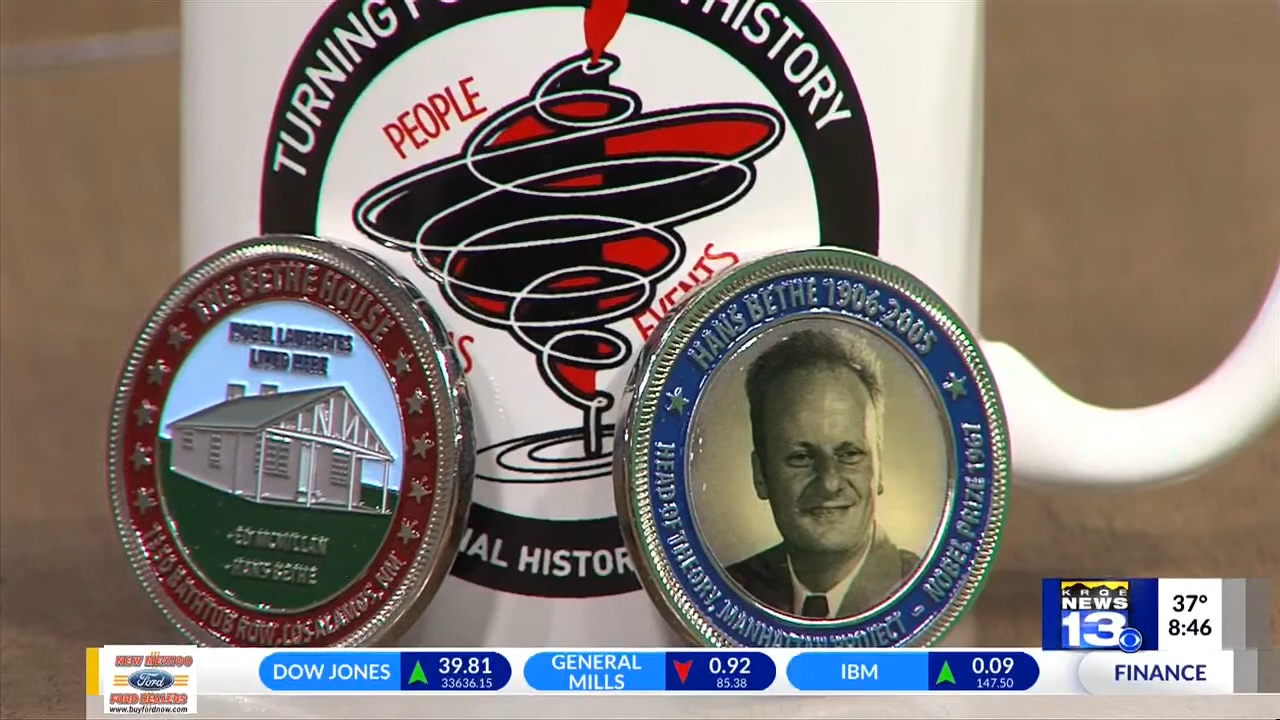 TURNING
HISTORY
PEOPLE
EVENTS
THE BETHE HOUSE
NOBEL LAUREATES
LIVED HERE
ED MCMILLAN
HANS BETHE
1350 BATHTUB ROW, LOS ALAMOS, NM
HANS BETHE 1906-2005
HEAD OF THEORY, MANHATTAN PROJECT - NOBEL PRIZE 1967
HISTOR
KRQE
NEWS
13
37°
8:46
NEW MEXICO
Ford
FORD DEALERS
www.buyfordnow.com
DOW JONES 39.81
33636.15
GENERAL
MILLS 0.92
85.38
IBM 0.09
147.50
FINANCE